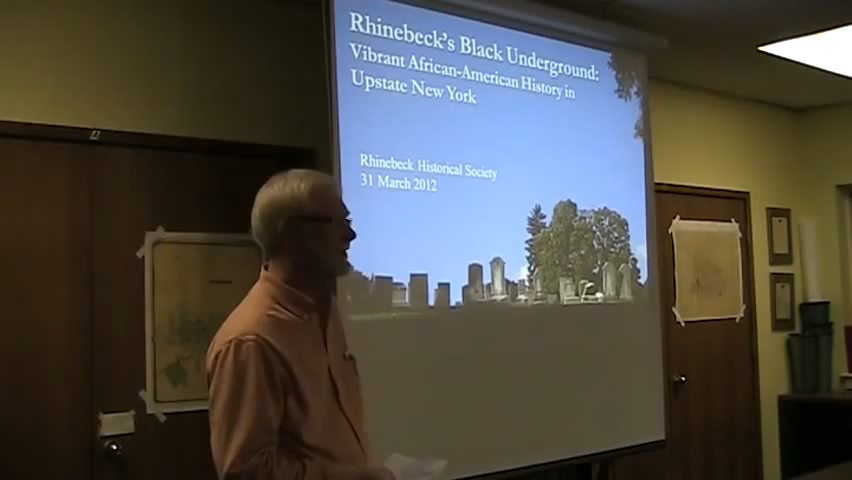 Rhinebeck's Black Underground:
Vibrant African-American History in
Upstate New York
Rhinebeck Historical Society
31 March 2012